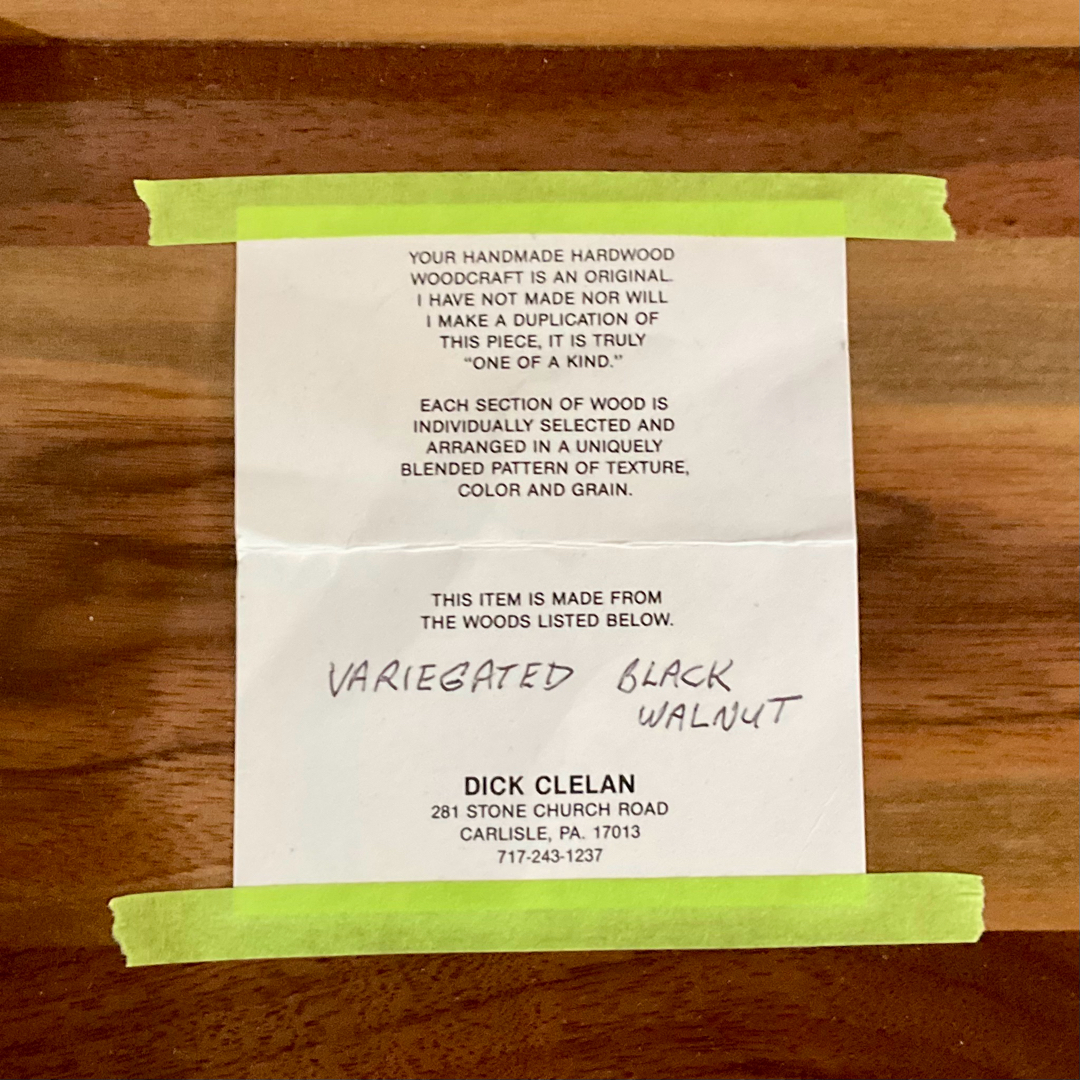 YOUR HANDMADE HARDWOOD
WOODCRAFT IS AN ORIGINAL.
I HAVE NOT MADE NOR WILL
I MAKE A DUPLICATION OF
THIS PIECE, IT IS TRULY
“ONE OF A KIND.”
EACH SECTION OF WOOD IS
INDIVIDUALLY SELECTED AND
ARRANGED IN A UNIQUELY
BLENDED PATTERN OF TEXTURE,
COLOR AND GRAIN.
THIS ITEM IS MADE FROM
THE WOODS LISTED BELOW.
VARIEGATED BLACK
WALNUT
DICK CLELAN
281 STONE CHURCH ROAD
CARLISLE, PA. 17013
717-243-1237